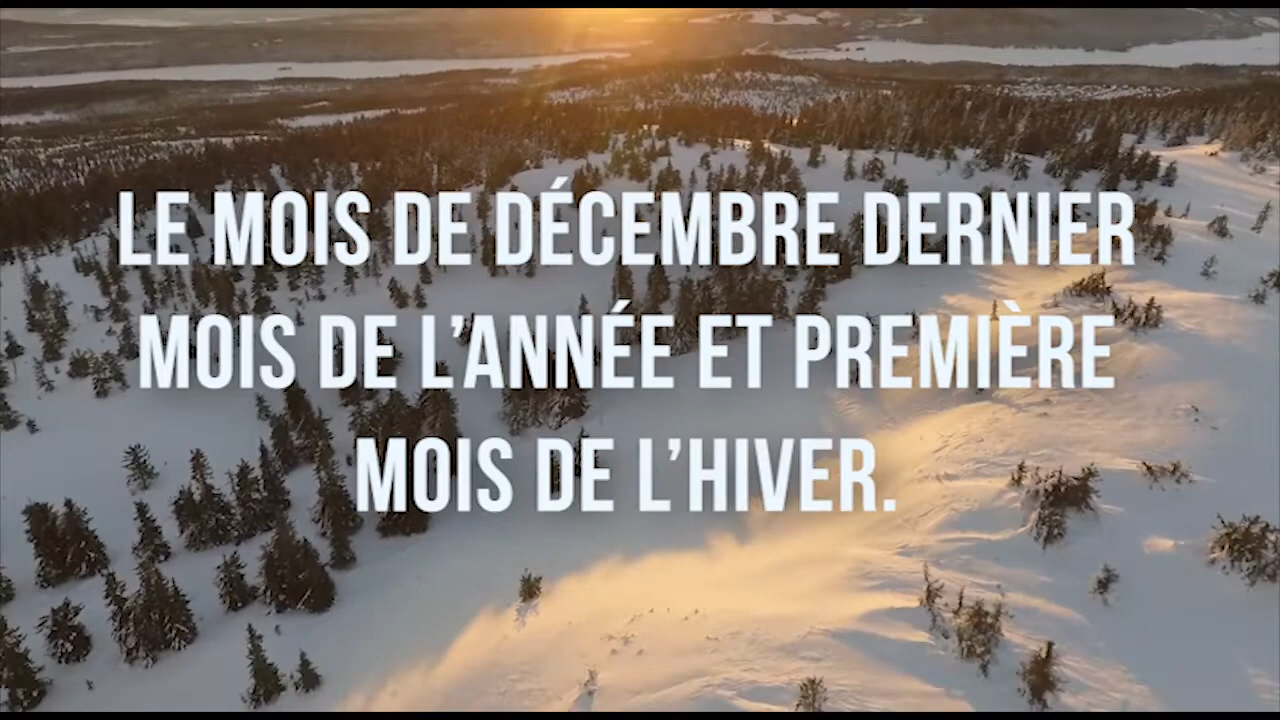 LE MOIS DE DÉCEMBRE DERNIER
MOIS DE L’ANNÉE ET PREMIÈRE
MOIS DE L’HIVER.